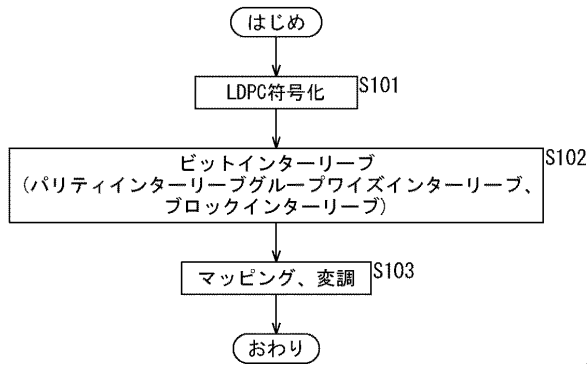 はじめ
LDPC符号化
S101
ビットインターリーブ
S102
(パリティインターリーブグループワイズインターリーブ、
ブロックインターリーブ)
マッピング、変調
S103
おわり